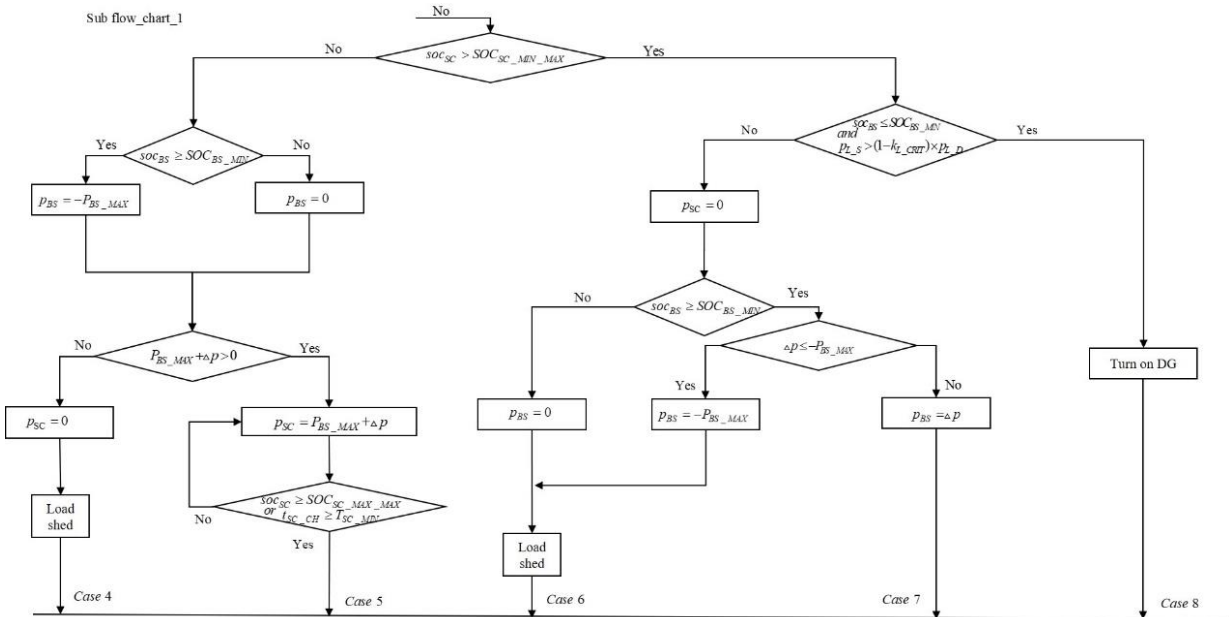 Sub flow_chart_1
No
soc_SC > SOC_SC_MIN_MAX
No
Yes
soc_BS ≤ SOC_BS_MIN
and
p_L_S > (1−k_L_CRIT)×p_L_D
No
Yes
soc_BS ≥ SOC_BS_MIN
Yes
No
p_BS = −P_BS_MAX
p_BS = 0
p_SC = 0
soc_BS ≥ SOC_BS_MIN
No
Yes
P_BS_MAX + △p > 0
No
Yes
△p ≤ −P_BS_MAX
Yes
No
Turn on DG
p_SC = 0
p_SC = P_BS_MAX + △p
p_BS = 0
p_BS = −P_BS_MAX
p_BS = △p
soc_SC ≥ SOC_SC_MAX_MAX
or t_SC_CH ≥ T_SC_MIN
No
Yes
Load
shed
Load
shed
Case 4
Case 5
Case 6
Case 7
Case 8